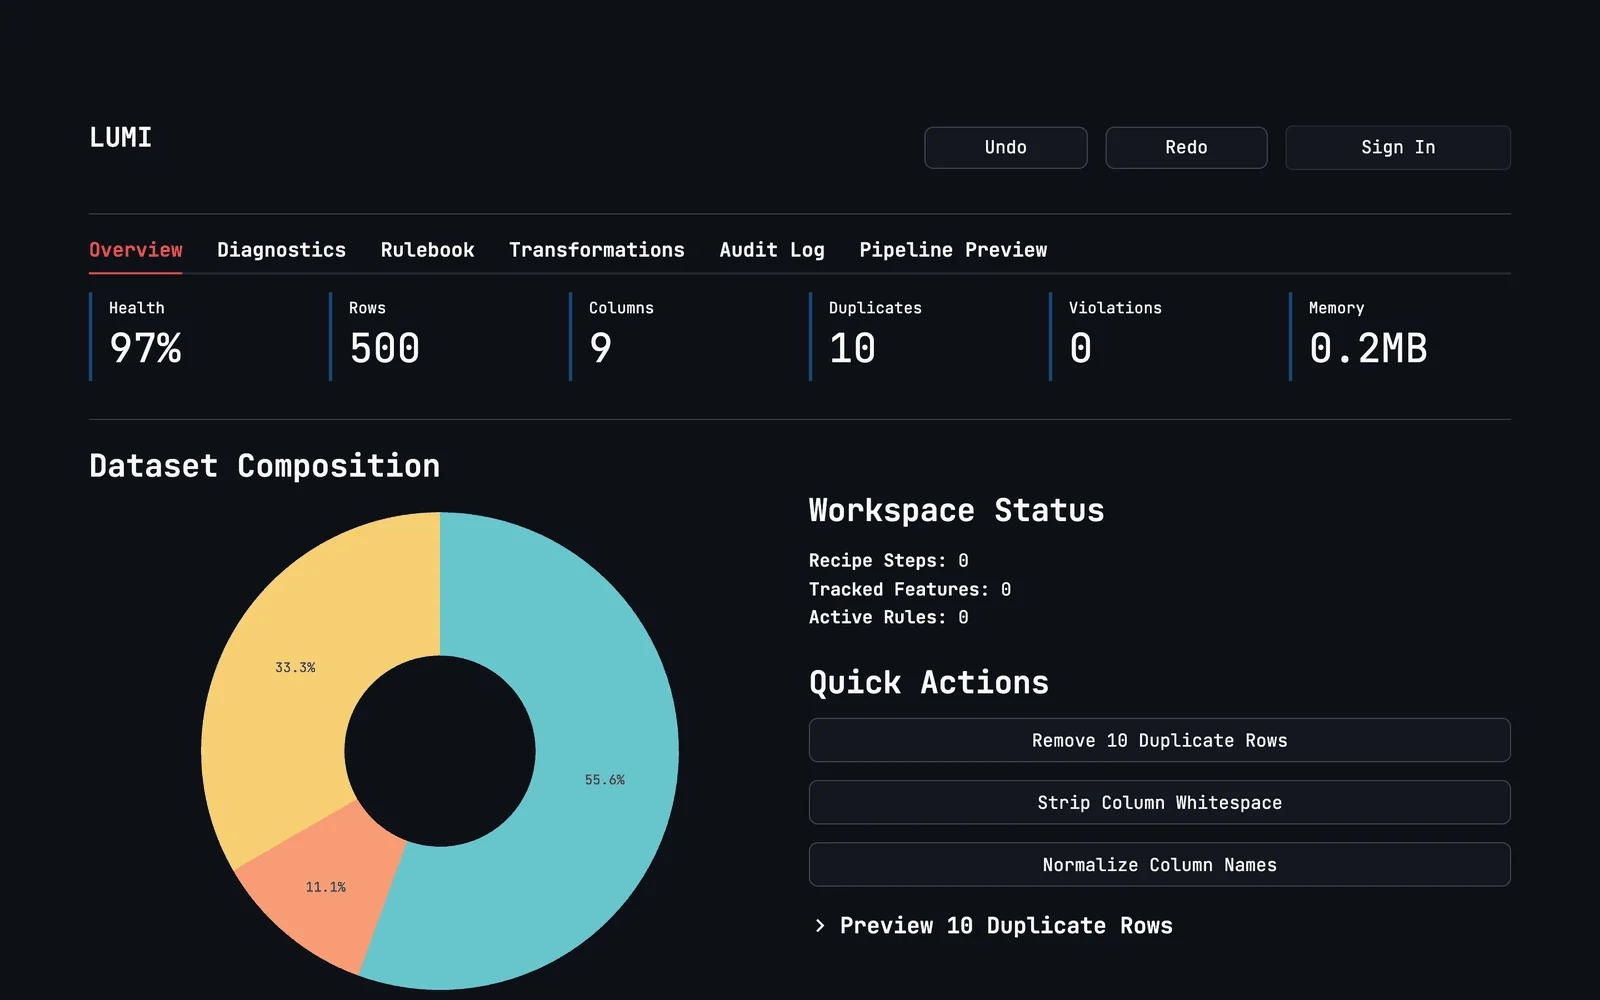 LUMI
Undo
Redo
Sign In
Overview
Diagnostics
Rulebook
Transformations
Audit Log
Pipeline Preview
Health
97%
Rows
500
Columns
9
Duplicates
10
Violations
0
Memory
0.2MB
Dataset Composition
33.3%
55.6%
11.1%
Workspace Status
Recipe Steps: 0
Tracked Features: 0
Active Rules: 0
Quick Actions
Remove 10 Duplicate Rows
Strip Column Whitespace
Normalize Column Names
Preview 10 Duplicate Rows